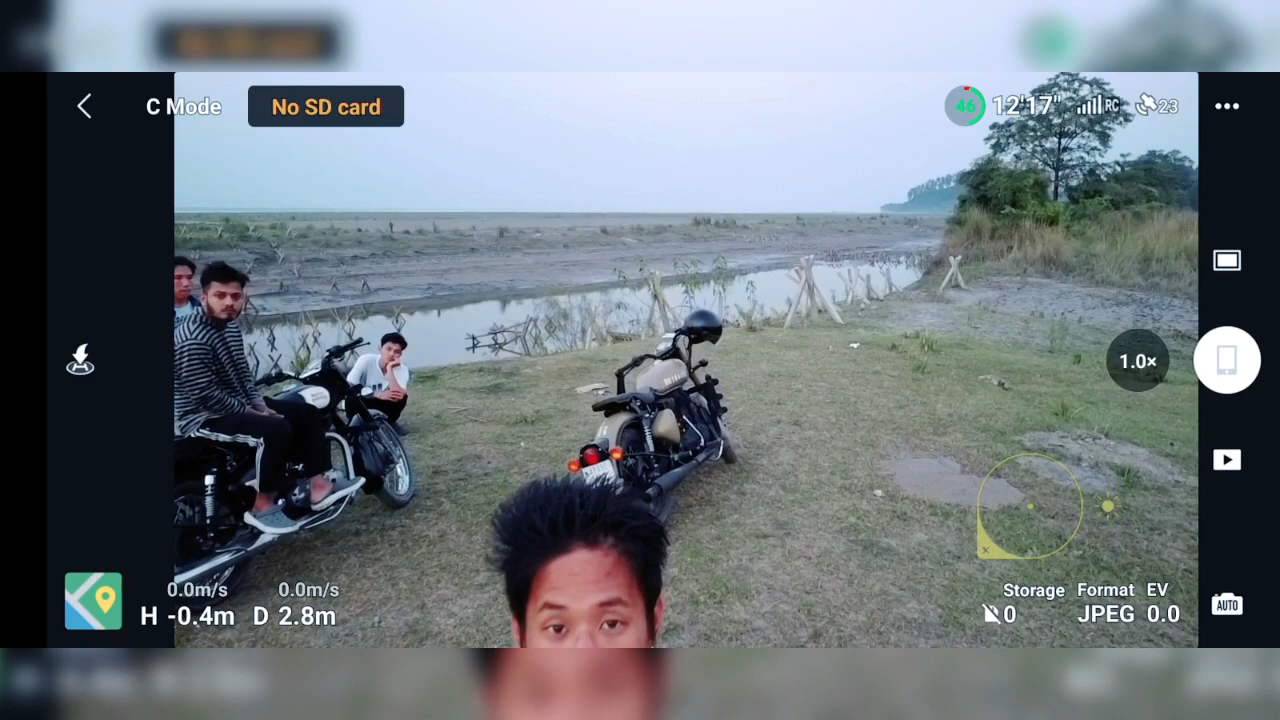 C Mode
No SD card
46
12'17"
RC
23
1.0×
0.0m/s 0.0m/s
H -0.4m D 2.8m
Storage Format EV
0 JPEG 0.0
AUTO